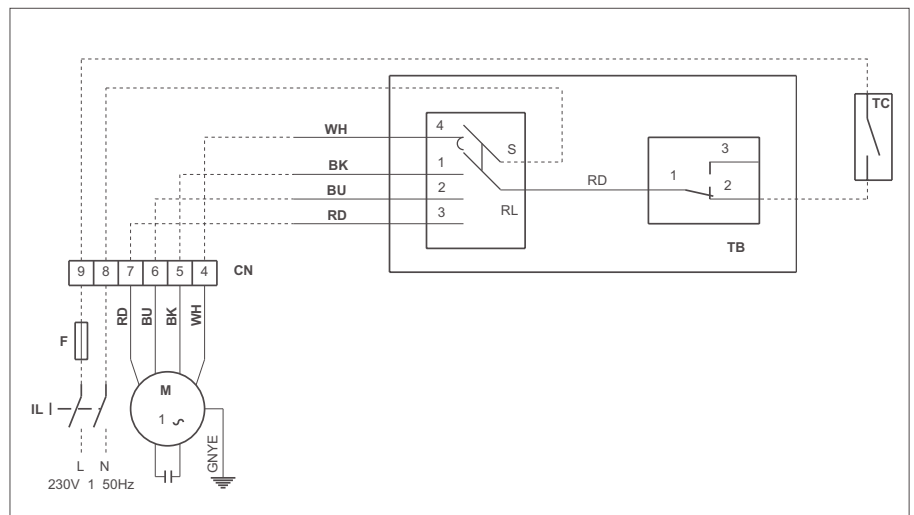 TC
WH
4
S
BK
1
3
BU
2
RD
1
2
RD
3
RL
TB
9 8 7 6 5 4 CN
RD BU BK WH
F
M
IL
1
GNYE
L N
230V 1 50Hz